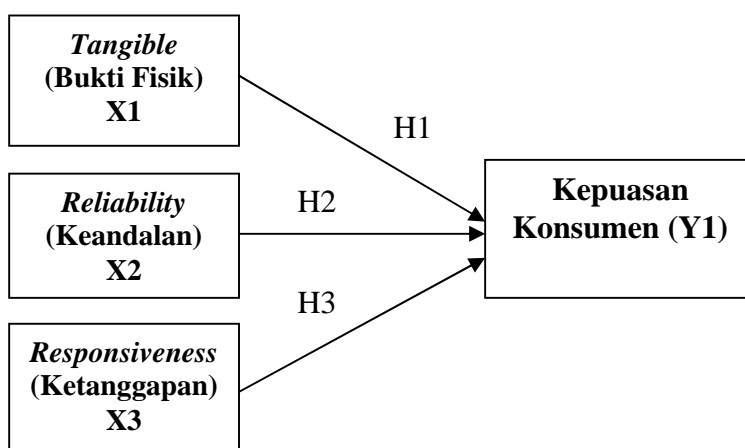 Tangible
(Bukti Fisik)
X1
H1
Kepuasan
Konsumen (Y1)
Reliability
(Keandalan)
X2
H2
H3
Responsiveness
(Ketanggapan)
X3